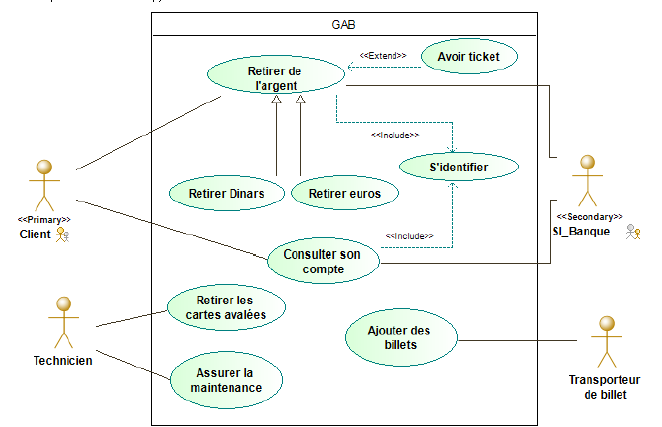 GAB
<<Extend>>
Avoir ticket
Retirer de
l'argent
<<Include>>
S'identifier
Retirer Dinars
Retirer euros
<<Primary>>
Client
<<Secondary>>
SI_Banque
<<Include>>
Consulter son
compte
Retirer les
cartes avalées
Ajouter des
billets
Technicien
Assurer la
maintenance
Transporteur
de billet